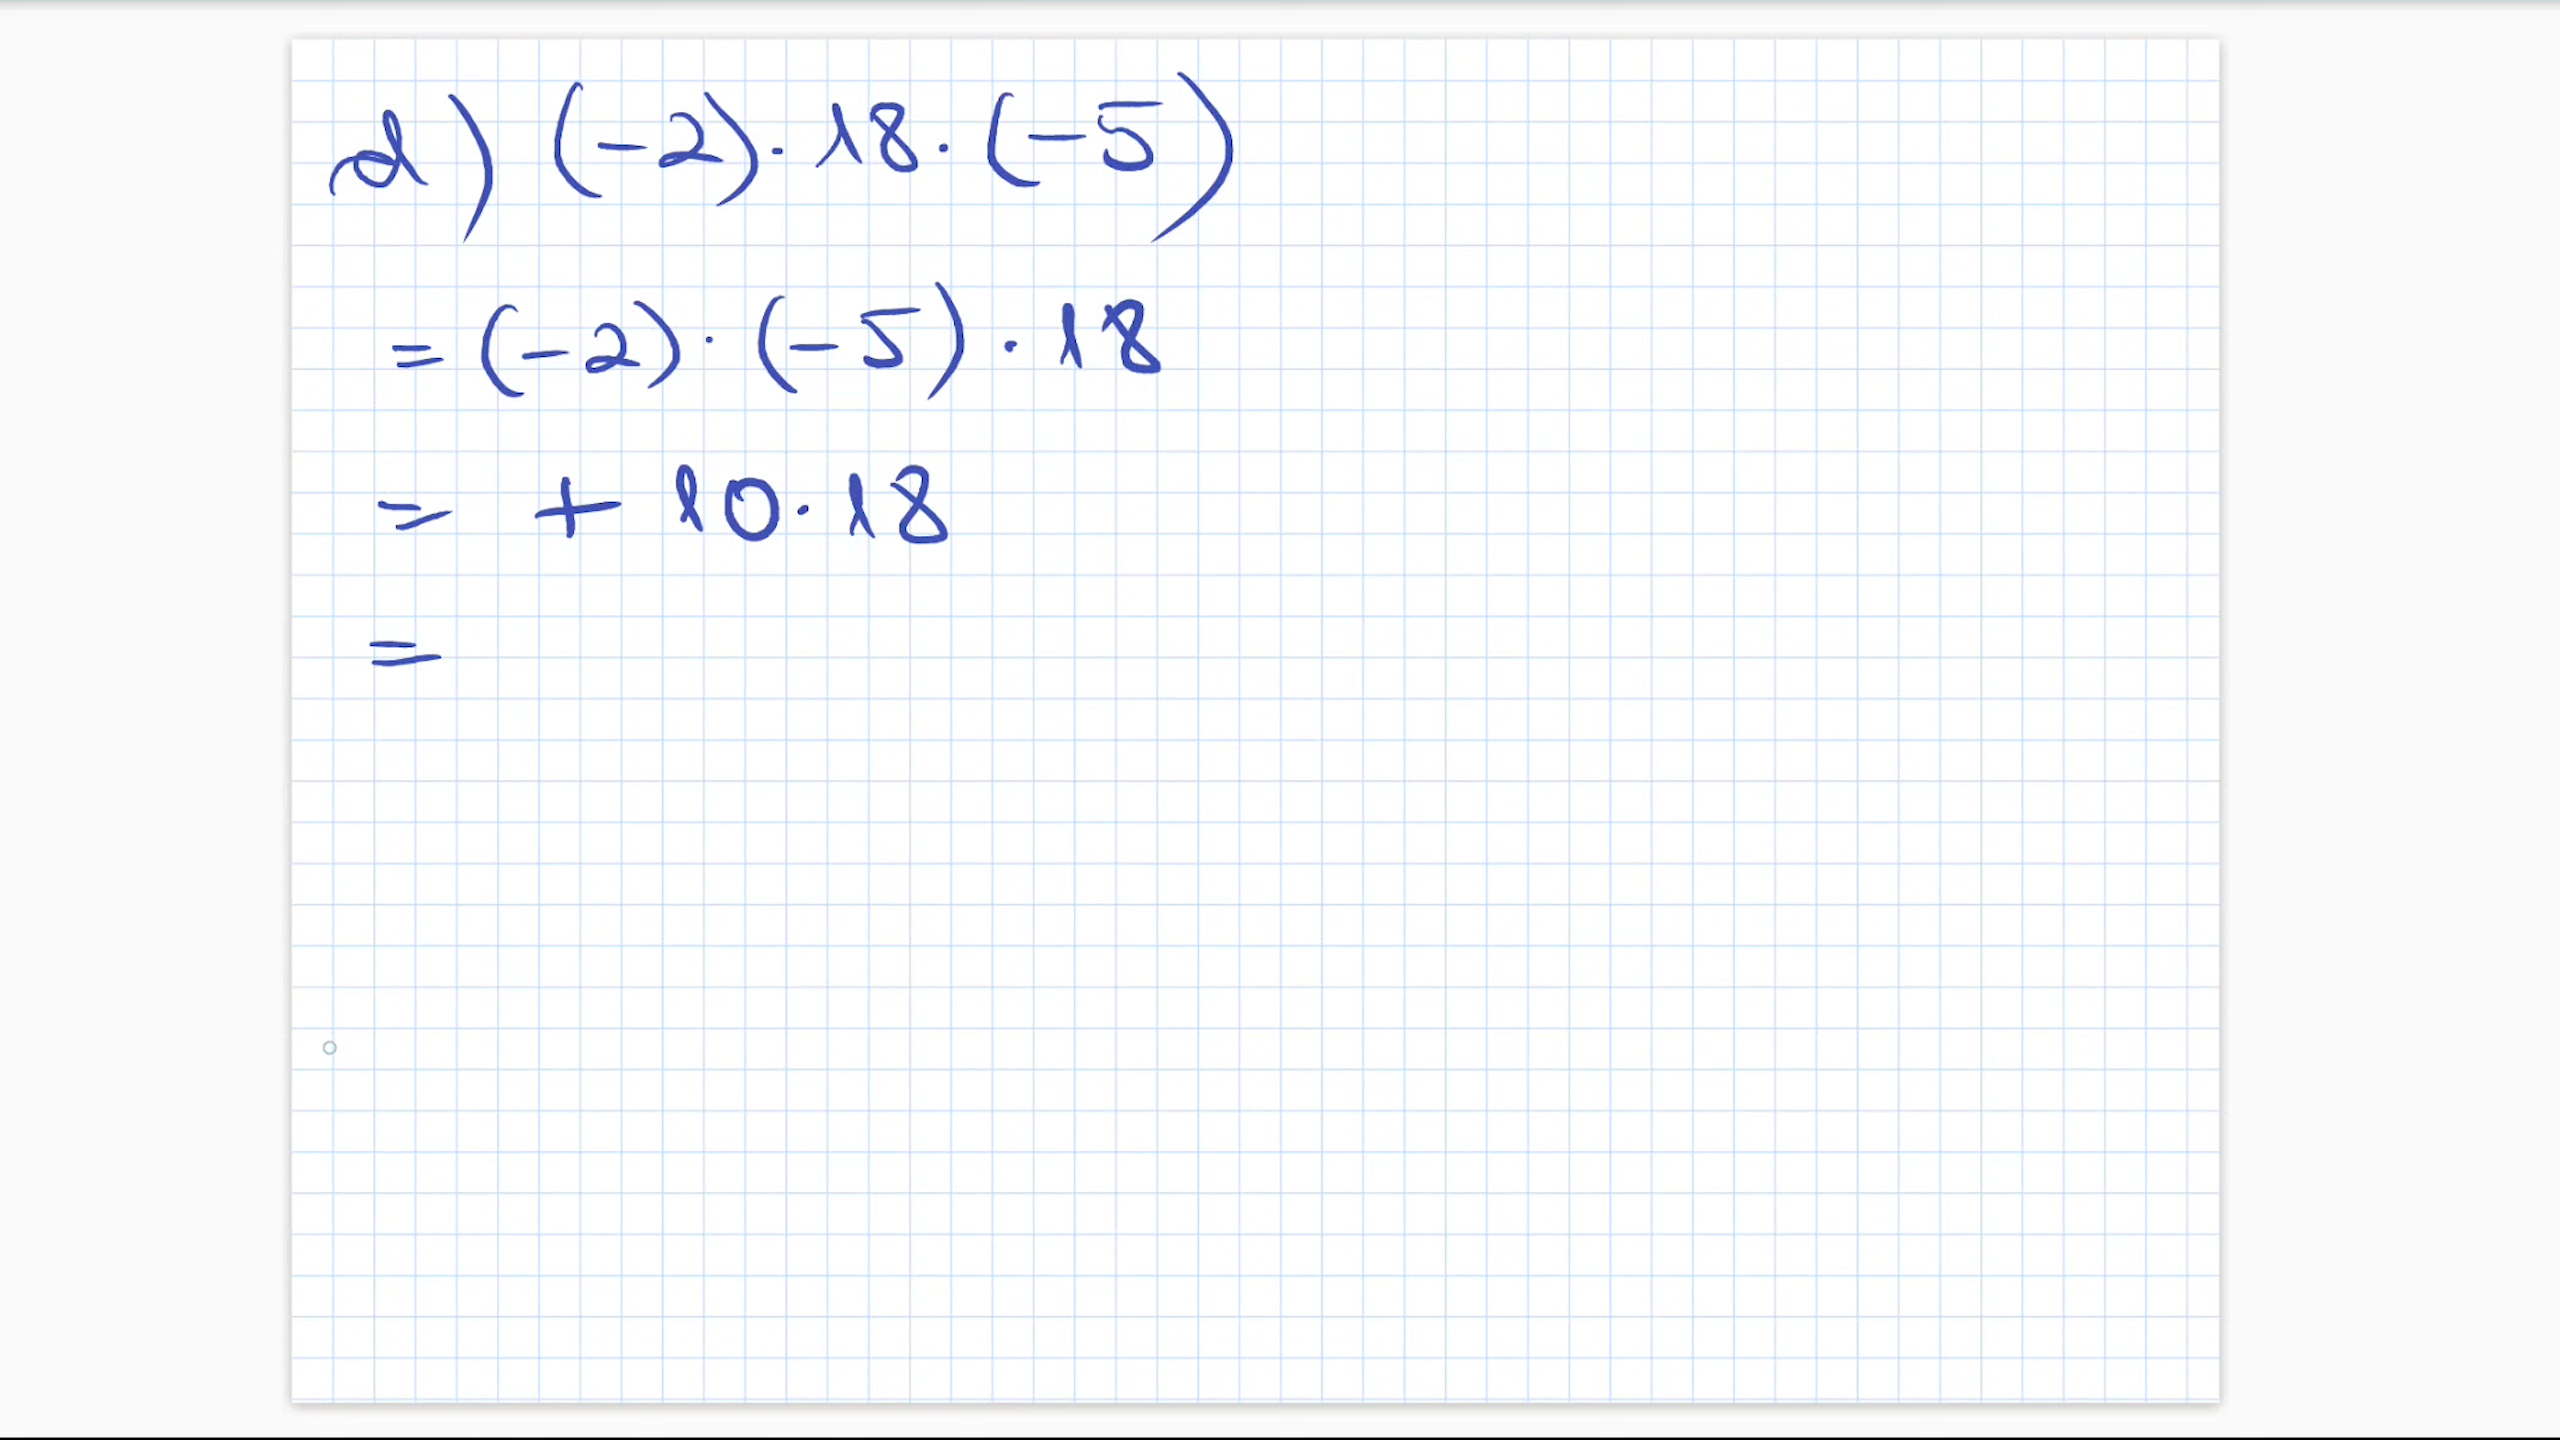 d) (-2) · 18 · (-5)
= (-2) · (-5) · 18
= + 10 · 18
=